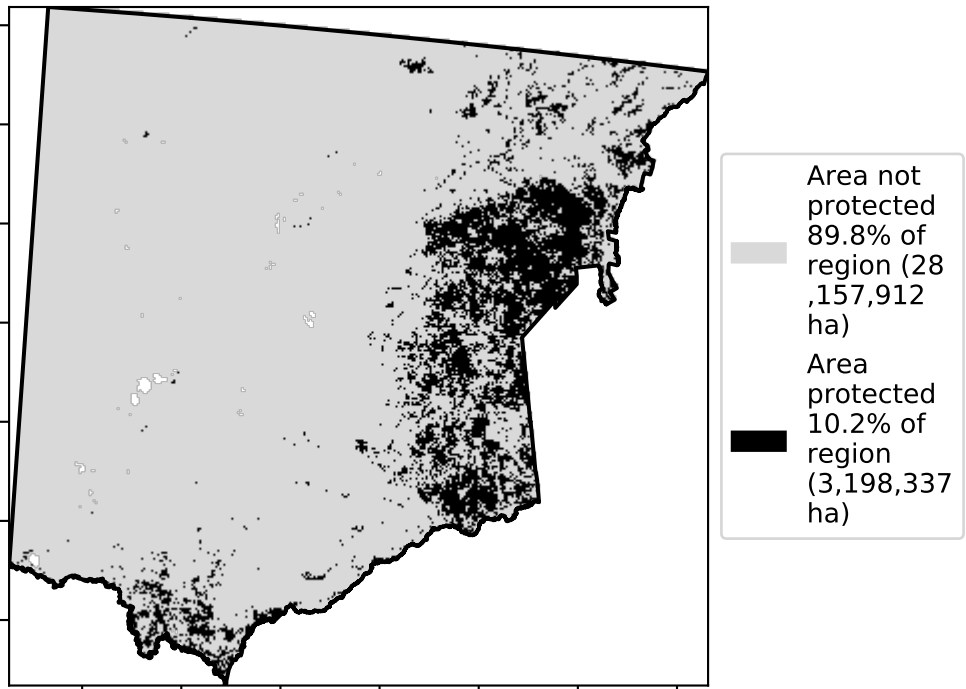 Area not
protected
89.8% of
region (28
,157,912
ha)
Area
protected
10.2% of
region
(3,198,337
ha)